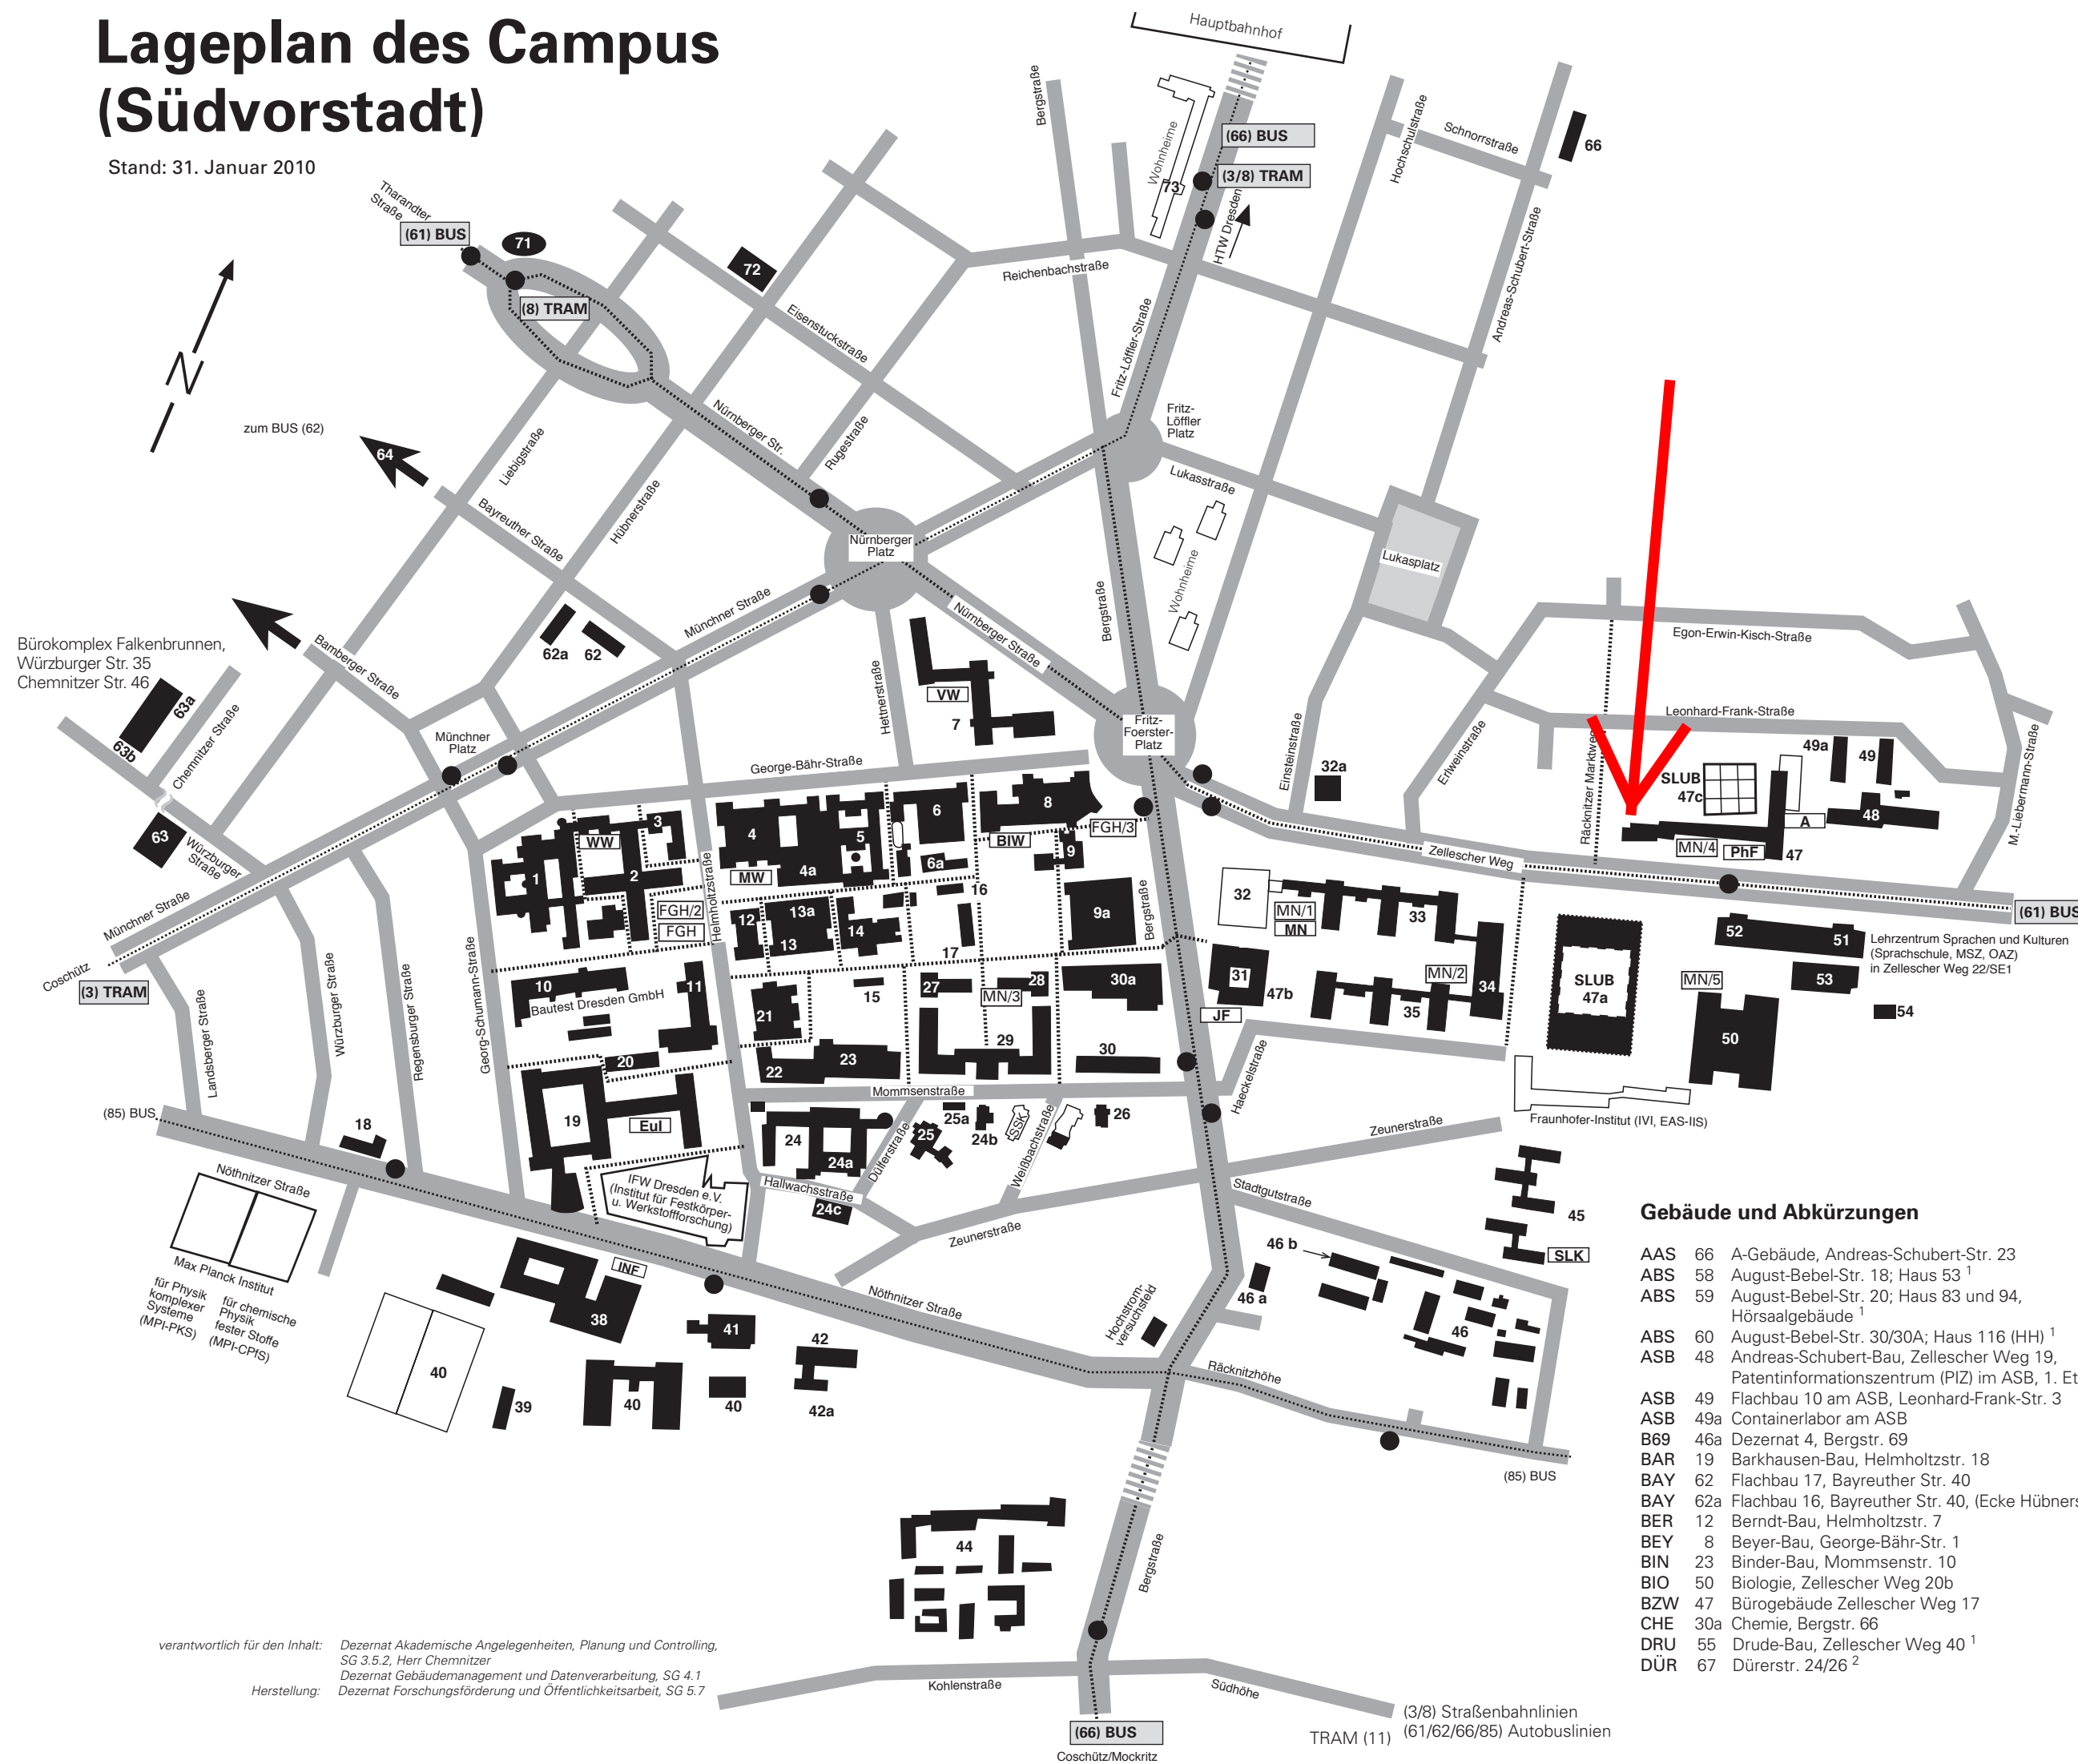 Lageplan des Campus
(Südvorstadt)
Stand: 31. Januar 2010
Hauptbahnhof
Bergstraße
Wohnheime
73
(66) BUS
(3/8) TRAM
HTW Dresden
Hochschulstraße
Schnorrstraße
66
Andreas-Schubert-Straße
Tharandter
Straße
(61) BUS
71
(8) TRAM
72
Reichenbachstraße
Eisenstuckstraße
Fritz-Löffler-Straße
N
zum BUS (62)
64
Liebigstraße
Nürnberger Str.
Rugestraße
Fritz-
Löffler
Platz
Lukasstraße
Bayreuther Straße
Hübnerstraße
Nürnberger
Platz
Wohnheime
Lukasplatz
Bergstraße
Münchner Straße
Nürnberger Straße
Bürokomplex Falkenbrunnen,
Würzburger Str. 35
Chemnitzer Str. 46
Bamberger Straße
62a
62
Egon-Erwin-Kisch-Straße
63a
63b
Chemnitzer Straße
Hettnerstraße
VW
7
Leonhard-Frank-Straße
Münchner
Platz
Fritz-
Foerster-
Platz
Einsteinstraße
Erlweinstraße
Räcknitzer Marktweg
M.-Liebermann-Straße
George-Bähr-Straße
32a
SLUB
47c
49a
49
63
Würzburger
Straße
3
WW
1
2
4
5
4a
MW
6
6a
8
BIW
9
FGH/3
Zellescher Weg
MN/4
PhF
47
A
48
Münchner Straße
Coschütz
(3) TRAM
FGH/2
FGH
Helmholtzstraße
12
13a
13
14
16
17
9a
Bergstraße
32
MN/1
MN
33
(61) BUS
52
51
Lehrzentrum Sprachen und Kulturen
(Sprachschule, MSZ, OAZ)
in Zellescher Weg 22/SE1
SLUB
47a
MN/5
53
54
50
10
Bautest Dresden GmbH
11
21
15
27
28
MN/3
30a
31
47b
JF
MN/2
34
35
Landsberger Straße
Würzburger Straße
Regensburger Straße
Georg-Schumann-Straße
20
22
23
29
30
Mommsenstraße
Haeckelstraße
Fraunhofer-Institut (IVI, EAS-IIS)
(85) BUS
18
19
EuI
24
24a
25
25a
24b
SSK
26
Dülferstraße
Weißbachstraße
Zeunerstraße
Nöthnitzer Straße
IFW Dresden e.V.
(Institut für Festkörper-
u. Werkstoffforschung)
Hallwachsstraße
24c
Zeunerstraße
Stadtgutstraße
45
SLK
Max Planck Institut
für Physik
komplexer
Systeme
(MPI-PKS)
für chemische
Physik
fester Stoffe
(MPI-CPfS)
INF
38
Nöthnitzer Straße
46 b
46 a
46
Hochstrom-
versuchsfeld
40
39
41
42
40
40
42a
Räcknitzhöhe
(85) BUS
44
Bergstraße
Kohlenstraße
Südhöhe
(66) BUS
Coschütz/Mockritz
TRAM (11)
(3/8) Straßenbahnlinien
(61/62/66/85) Autobuslinien
Gebäude und Abkürzungen
AAS 66 A-Gebäude, Andreas-Schubert-Str. 23
ABS 58 August-Bebel-Str. 18; Haus 53 1
ABS 59 August-Bebel-Str. 20; Haus 83 und 94,
Hörsaalgebäude 1
ABS 60 August-Bebel-Str. 30/30A; Haus 116 (HH) 1
ASB 48 Andreas-Schubert-Bau, Zellescher Weg 19,
Patentinformationszentrum (PIZ) im ASB, 1. Et
ASB 49 Flachbau 10 am ASB, Leonhard-Frank-Str. 3
ASB 49a Containerlabor am ASB
B69 46a Dezernat 4, Bergstr. 69
BAR 19 Barkhausen-Bau, Helmholtzstr. 18
BAY 62 Flachbau 17, Bayreuther Str. 40
BAY 62a Flachbau 16, Bayreuther Str. 40, (Ecke Hübners
BER 12 Berndt-Bau, Helmholtzstr. 7
BEY 8 Beyer-Bau, George-Bähr-Str. 1
BIN 23 Binder-Bau, Mommsenstr. 10
BIO 50 Biologie, Zellescher Weg 20b
BZW 47 Bürogebäude Zellescher Weg 17
CHE 30a Chemie, Bergstr. 66
DRU 55 Drude-Bau, Zellescher Weg 40 1
DÜR 67 Dürerstr. 24/26 2
verantwortlich für den Inhalt: Dezernat Akademische Angelegenheiten, Planung und Controlling,
SG 3.5.2, Herr Chemnitzer
Dezernat Gebäudemanagement und Datenverarbeitung, SG 4.1
Herstellung: Dezernat Forschungsförderung und Öffentlichkeitsarbeit, SG 5.7